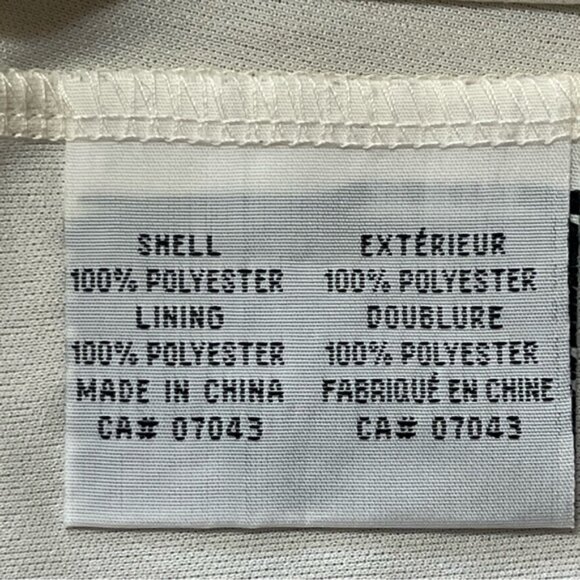 SHELL
100% POLYESTER
LINING
100% POLYESTER
MADE IN CHINA
CA# 07043
EXTÉRIEUR
100% POLYESTER
DOUBLURE
100% POLYESTER
FABRIQUÉ EN CHINE
CA# 07043